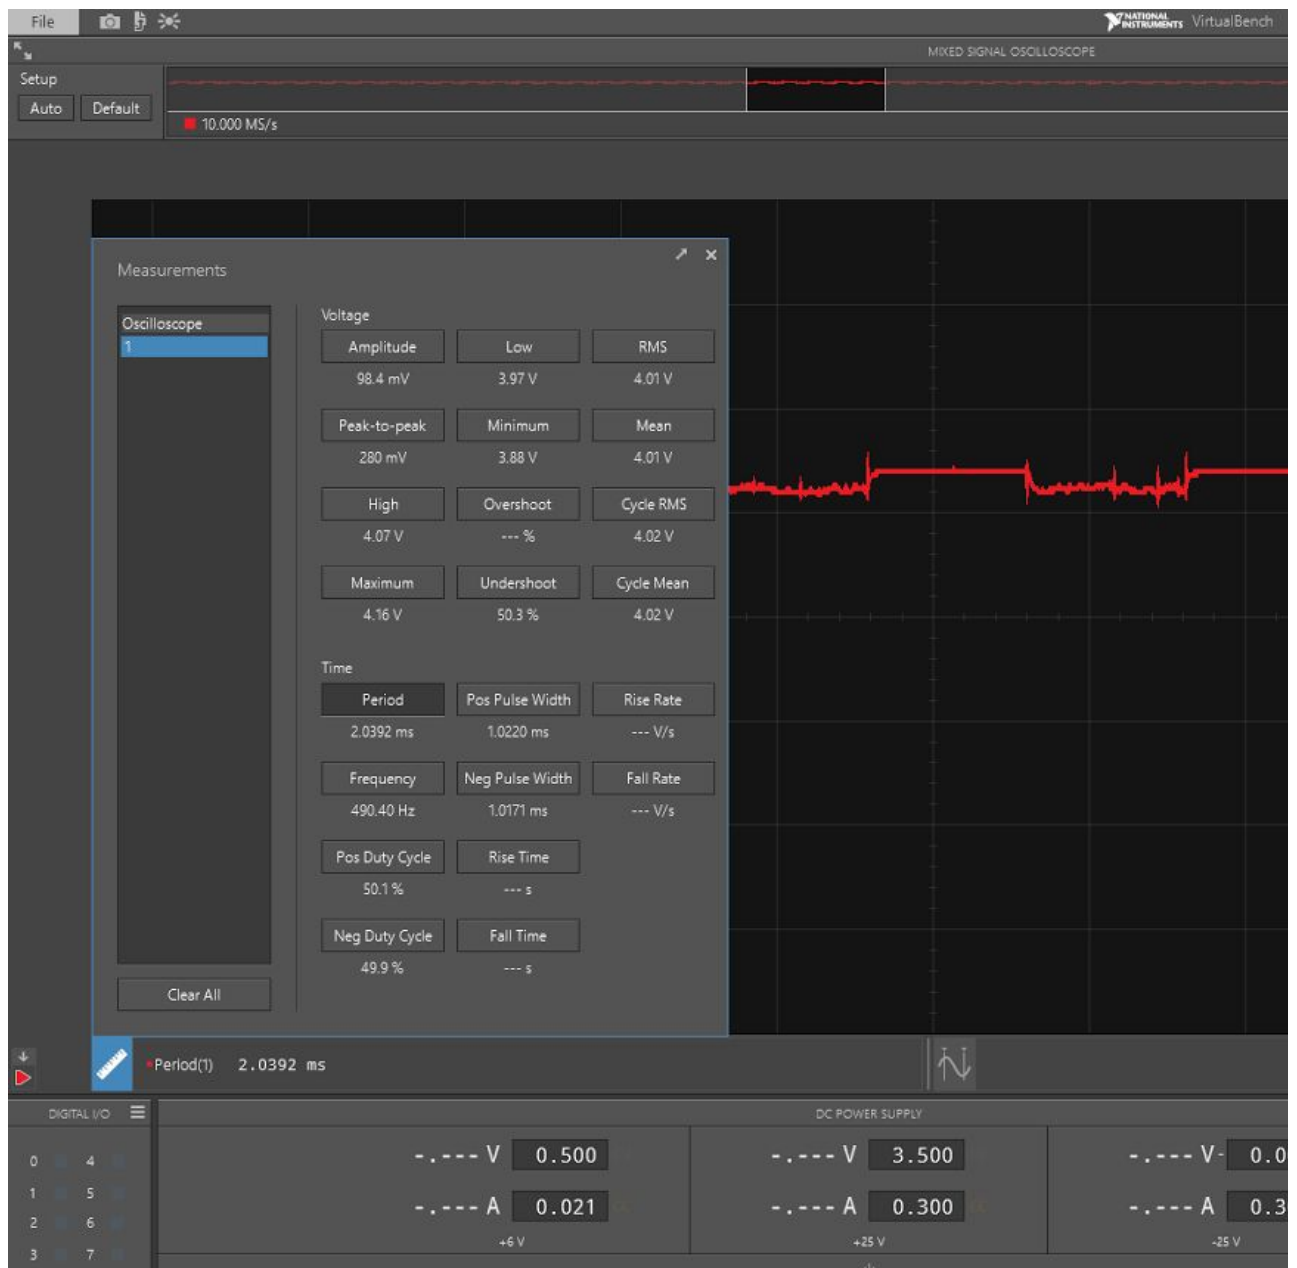 File
NATIONAL INSTRUMENTS VirtualBench
MIXED SIGNAL OSCILLOSCOPE
Setup
Auto Default
10.000 MS/s
Measurements
Oscilloscope
1
Voltage
Amplitude Low RMS
98.4 mV 3.97 V 4.01 V
Peak-to-peak Minimum Mean
280 mV 3.88 V 4.01 V
High Overshoot Cycle RMS
4.07 V --- % 4.02 V
Maximum Undershoot Cycle Mean
4.16 V 50.3 % 4.02 V
Time
Period Pos Pulse Width Rise Rate
2.0392 ms 1.0220 ms --- V/s
Frequency Neg Pulse Width Fall Rate
490.40 Hz 1.0171 ms --- V/s
Pos Duty Cycle Rise Time
50.1 % --- s
Neg Duty Cycle Fall Time
49.9 % --- s
Clear All
Period(1) 2.0392 ms
DIGITAL I/O DC POWER SUPPLY
0 4 -.--- V 0.500 -.--- V 3.500 -.--- V - 0.0
1 5
2 6 -.--- A 0.021 -.--- A 0.300 -.--- A 0.3
3 7 +6 V +25 V -25 V